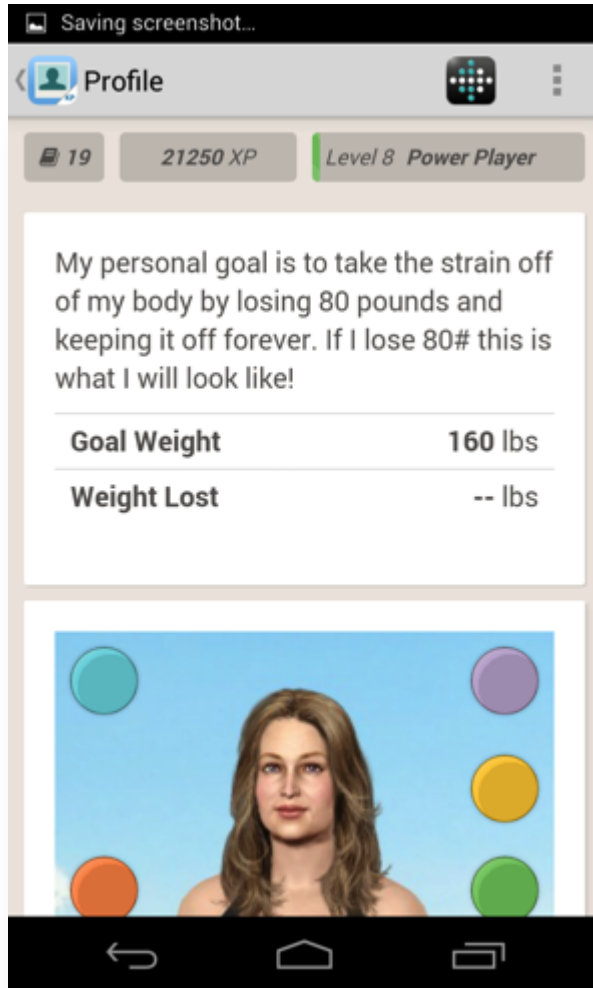 Saving screenshot...
Profile
19
21250 XP
Level 8 Power Player
My personal goal is to take the strain off
of my body by losing 80 pounds and
keeping it off forever. If I lose 80# this is
what I will look like!
Goal Weight 160 lbs
Weight Lost -- lbs